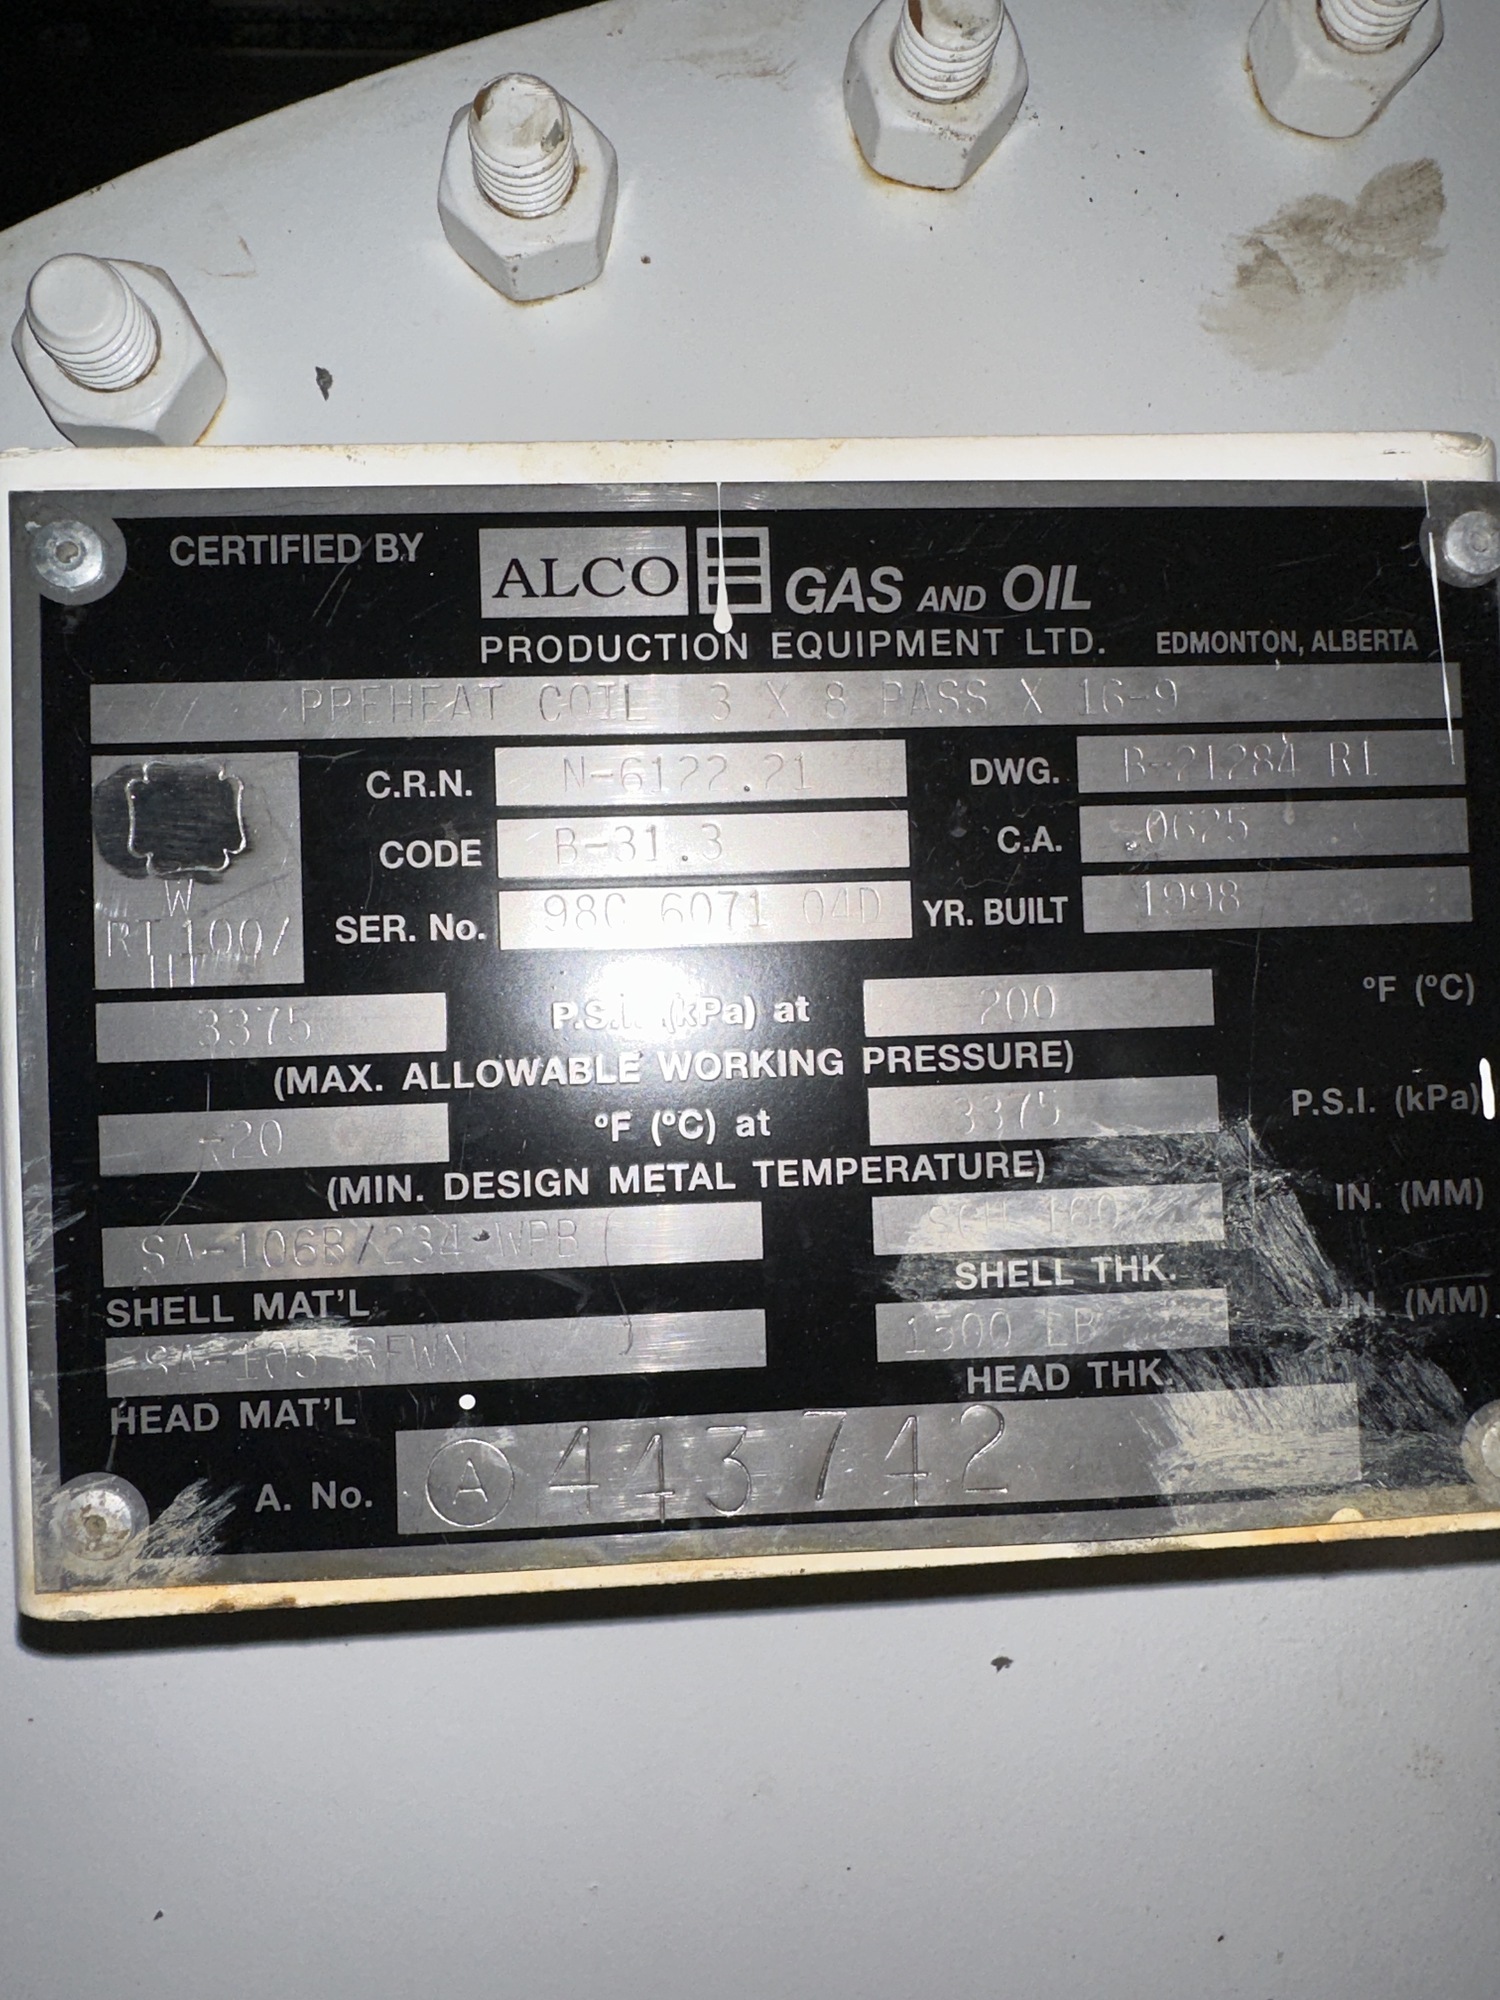 CERTIFIED BY ALCO GAS AND OIL
PRODUCTION EQUIPMENT LTD. EDMONTON, ALBERTA
PREHEAT COIL 3 X 8 PASS X 16-9
C.R.N. N-6122.21 DWG. B-21284 R1
CODE B-31.3 C.A. .0625
W
RT 100/
HT
SER. No. 98C 6071 04D YR. BUILT 1998
3375 P.S.I. (kPa) at 200 °F (°C)
(MAX. ALLOWABLE WORKING PRESSURE)
-20 °F (°C) at 3375 P.S.I. (kPa)
(MIN. DESIGN METAL TEMPERATURE)
SA-106B/234-WPB SCH 160 IN. (MM)
SHELL MAT'L SHELL THK.
SA-105 RFWN 1500 LB IN. (MM)
HEAD MAT'L HEAD THK.
A. No. A 443742